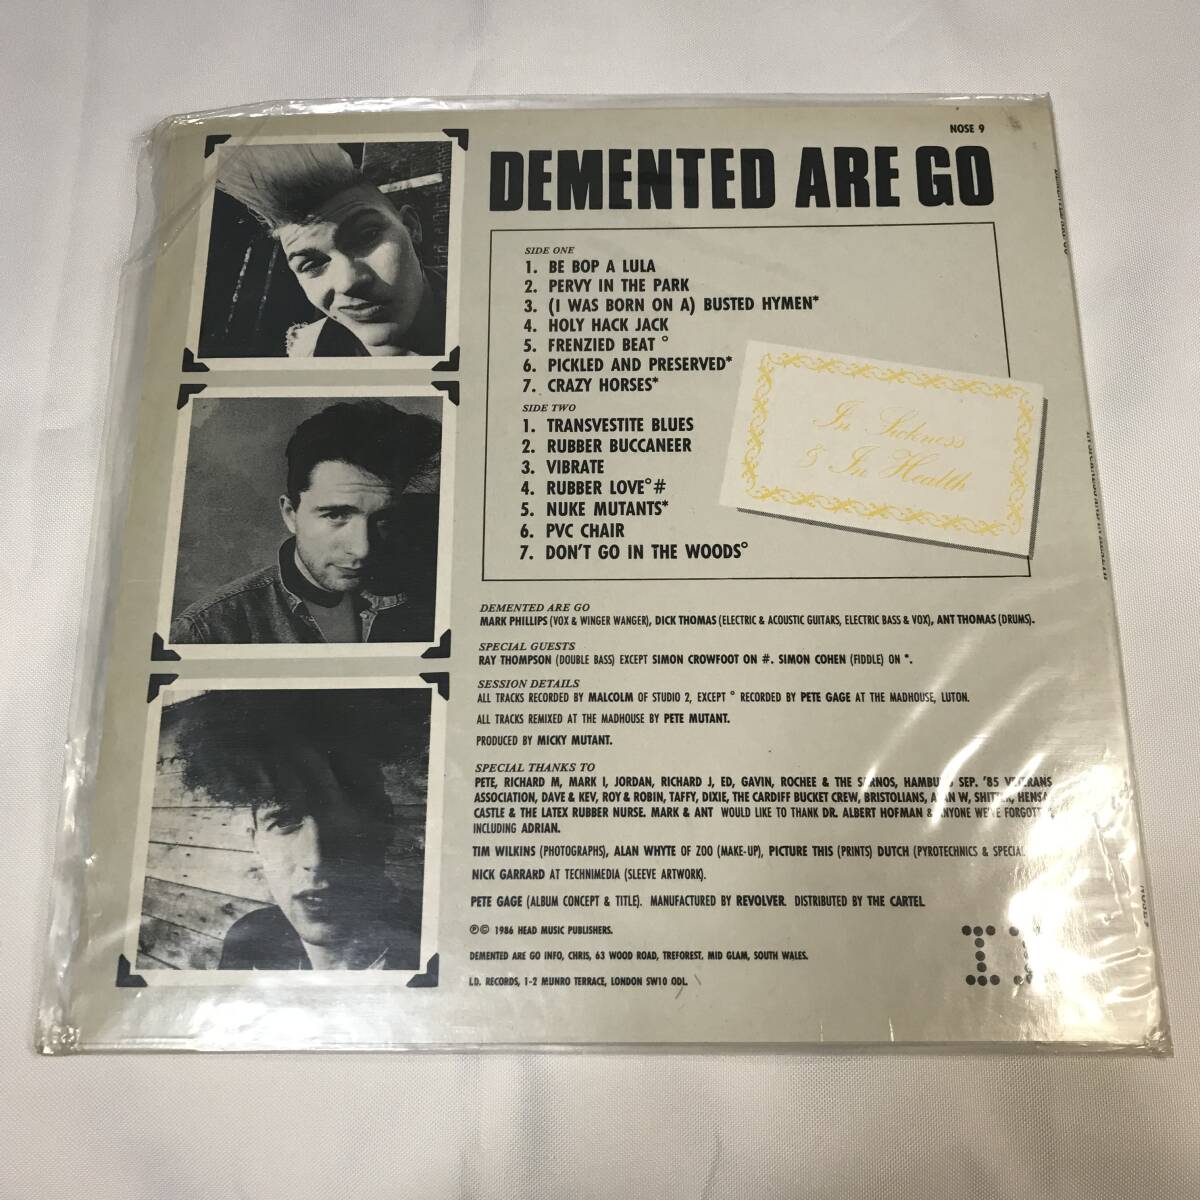 NOSE 9
DEMENTED ARE GO
SIDE ONE
1. BE BOP A LULA
2. PERVY IN THE PARK
3. (I WAS BORN ON A) BUSTED HYMEN*
4. HOLY HACK JACK
5. FRENZIED BEAT °
6. PICKLED AND PRESERVED*
7. CRAZY HORSES*
SIDE TWO
1. TRANSVESTITE BLUES
2. RUBBER BUCCANEER
3. VIBRATE
4. RUBBER LOVE°#
5. NUKE MUTANTS*
6. PVC CHAIR
7. DON'T GO IN THE WOODS°
In Sickness
& In Health
DEMENTED ARE GO
MARK PHILLIPS (VOX & WINGER WANGER), DICK THOMAS (ELECTRIC & ACOUSTIC GUITARS, ELECTRIC BASS & VOX), ANT THOMAS (DRUMS).
SPECIAL GUESTS
RAY THOMPSON (DOUBLE BASS) EXCEPT SIMON CROWFOOT ON #. SIMON COHEN (FIDDLE) ON *.
SESSION DETAILS
ALL TRACKS RECORDED BY MALCOLM OF STUDIO 2, EXCEPT ° RECORDED BY PETE GAGE AT THE MADHOUSE, LUTON.
ALL TRACKS REMIXED AT THE MADHOUSE BY PETE MUTANT.
PRODUCED BY MICKY MUTANT.
SPECIAL THANKS TO
PETE, RICHARD M, MARK I, JORDAN, RICHARD J, ED, GAVIN, ROCHEE & THE SARNOS, HAMBURG SEP. '85 VETERANS
ASSOCIATION, DAVE & KEV, ROY & ROBIN, TAFFY, DIXIE, THE CARDIFF BUCKET CREW, BRISTOLIANS, ALAN W,
CASTLE & THE LATEX RUBBER NURSE. MARK & ANT WOULD LIKE TO THANK DR. ALBERT HOFMAN & ANYONE WE'VE
INCLUDING ADRIAN.
TIM WILKINS (PHOTOGRAPHS), ALAN WHYTE OF ZOO (MAKE-UP), PICTURE THIS (PRINTS) DUTCH (PYROTECHNICS & SPECIAL
NICK GARRARD AT TECHNIMEDIA (SLEEVE ARTWORK).
PETE GAGE (ALBUM CONCEPT & TITLE). MANUFACTURED BY REVOLVER. DISTRIBUTED BY THE CARTEL
℗© 1986 HEAD MUSIC PUBLISHERS.
DEMENTED ARE GO INFO, CHRIS, 63 WOOD ROAD, TREFOREST. MID GLAM, SOUTH WALES.
I.D. RECORDS, 1-2 MUNRO TERRACE, LONDON SW10 0DL.